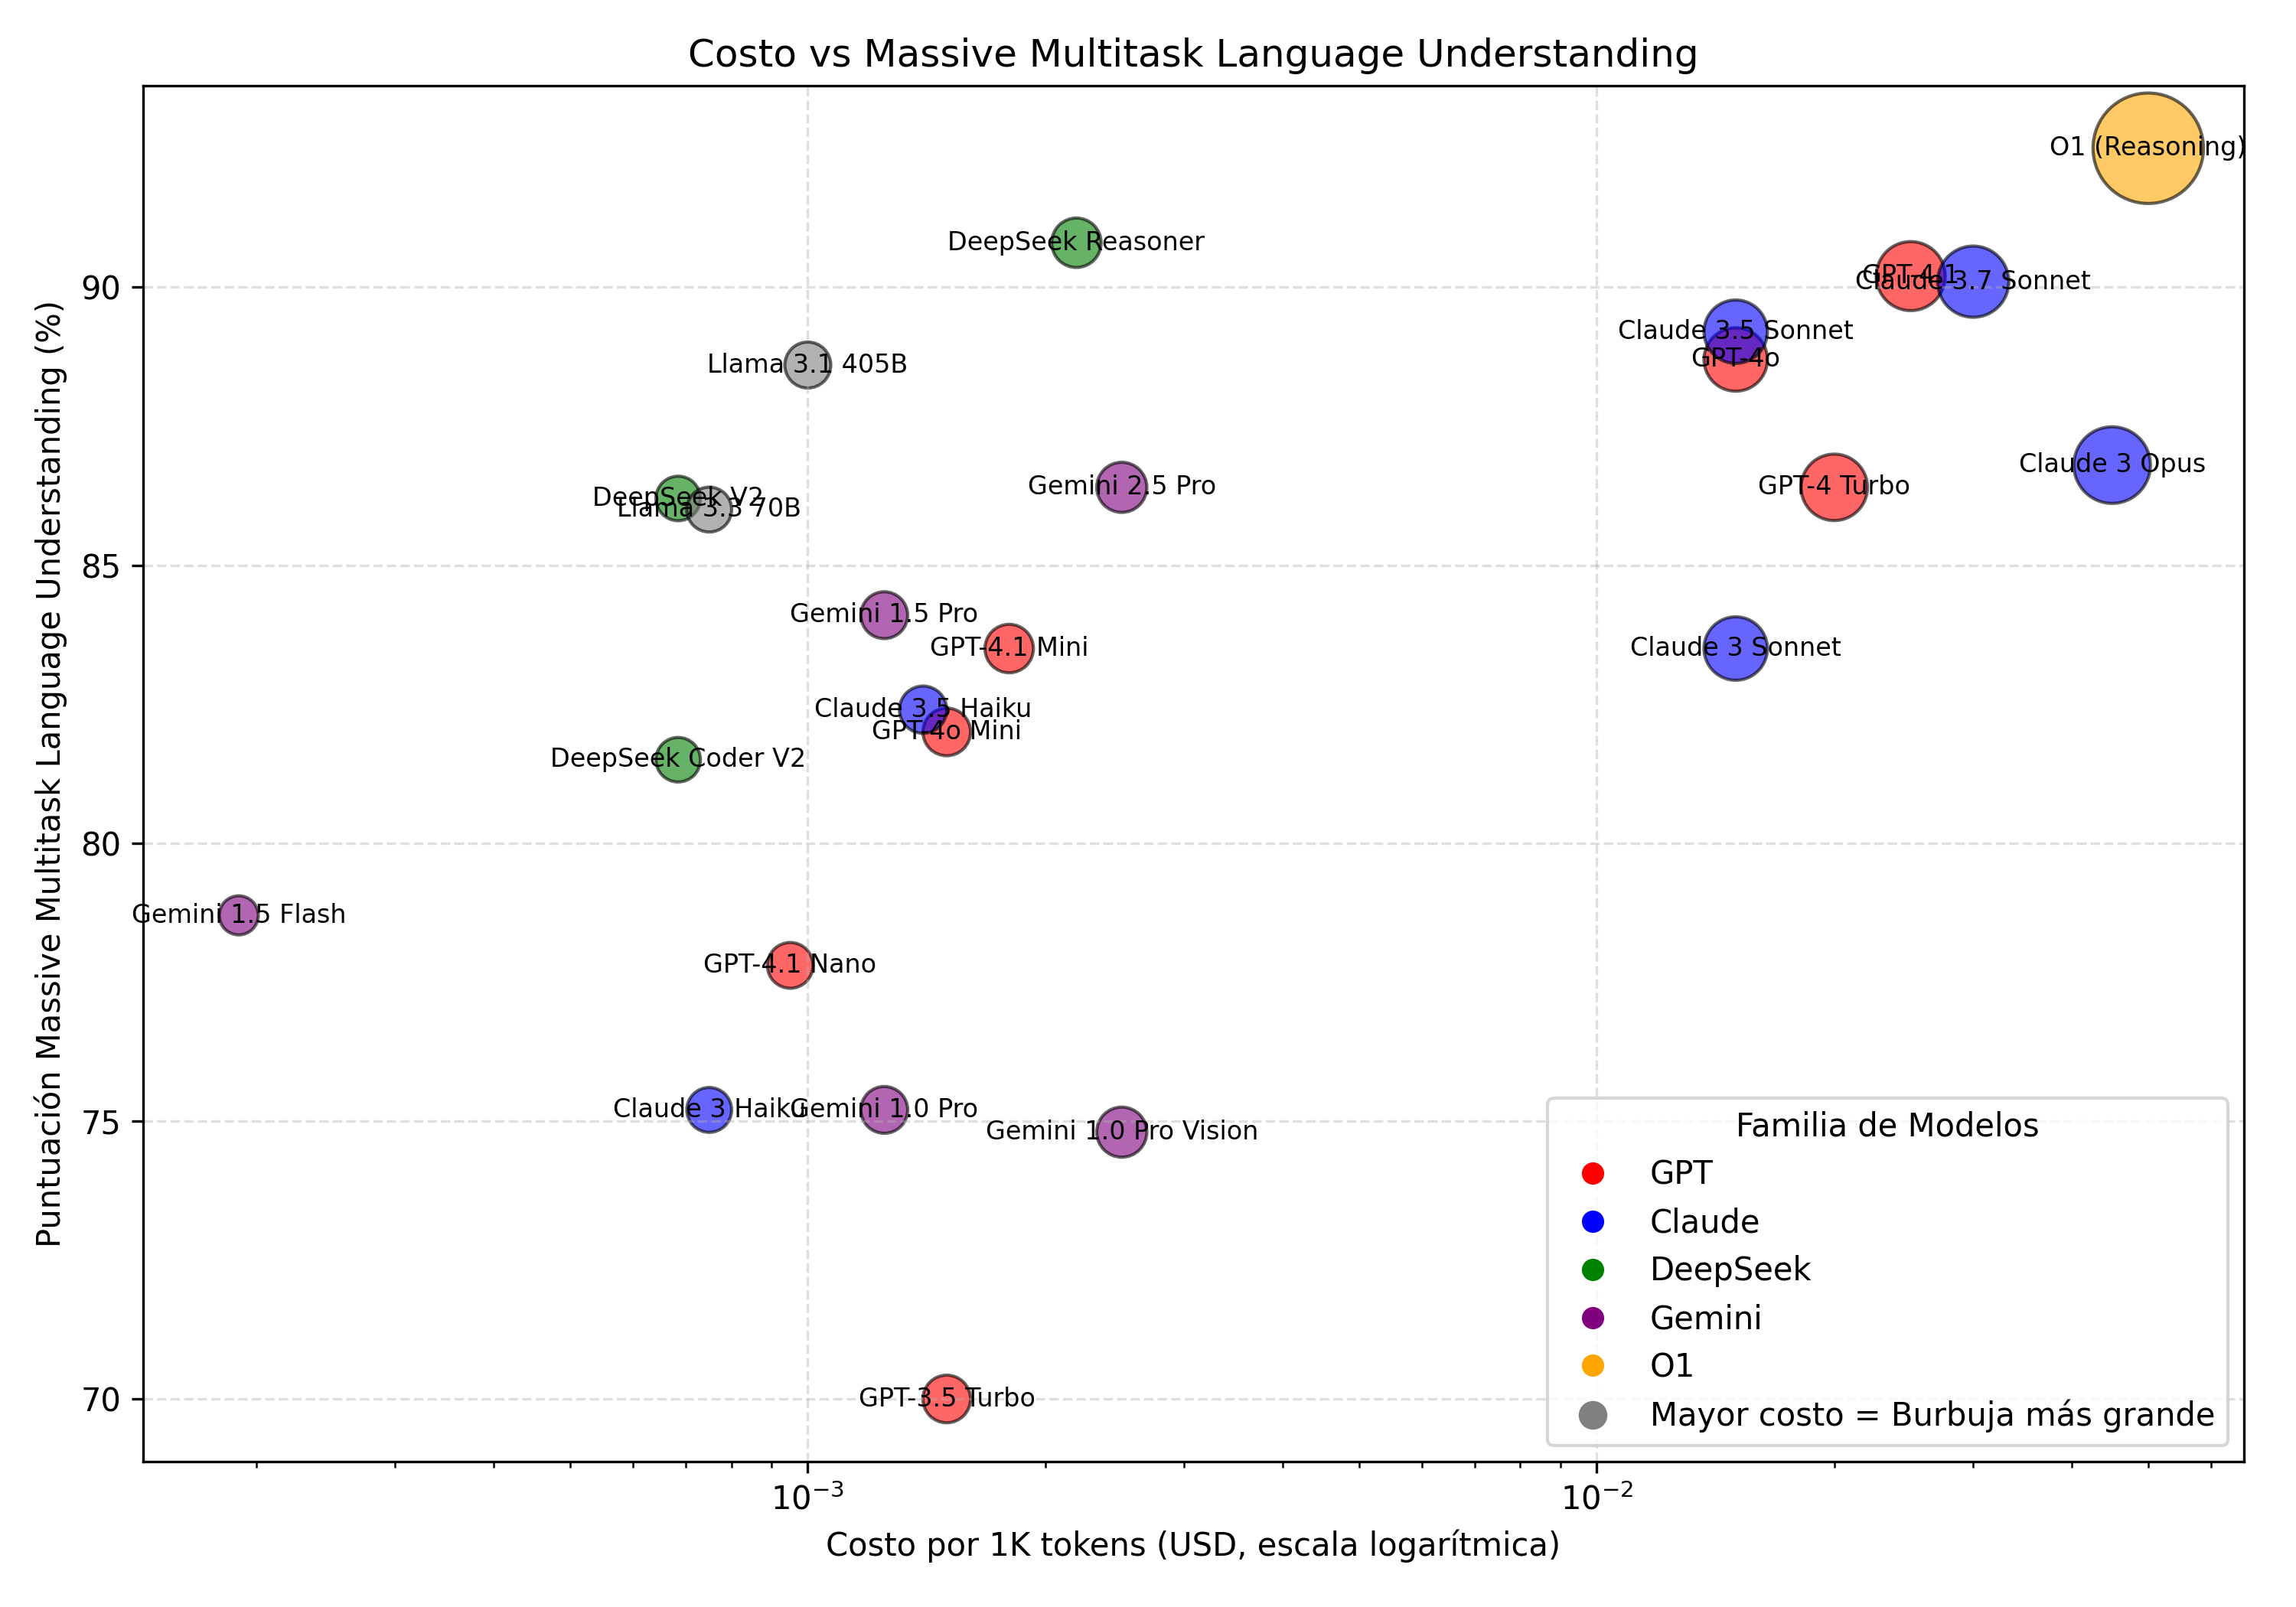 Costo vs Massive Multitask Language Understanding
Puntuación Massive Multitask Language Understanding (%)
90
85
80
75
70
O1 (Reasoning)
DeepSeek Reasoner
GPT-4.1
Claude 3.7 Sonnet
Claude 3.5 Sonnet
GPT-4o
Llama 3.1 405B
Claude 3 Opus
Gemini 2.5 Pro
GPT-4 Turbo
DeepSeek V2
Llama 3.3 70B
Gemini 1.5 Pro
GPT-4.1 Mini
Claude 3 Sonnet
Claude 3.5 Haiku
GPT-4o Mini
DeepSeek Coder V2
Gemini 1.5 Flash
GPT-4.1 Nano
Claude 3 Haiku
Gemini 1.0 Pro
Gemini 1.0 Pro Vision
GPT-3.5 Turbo
Familia de Modelos
GPT
Claude
DeepSeek
Gemini
O1
Mayor costo = Burbuja más grande
10⁻³
10⁻²
Costo por 1K tokens (USD, escala logarítmica)